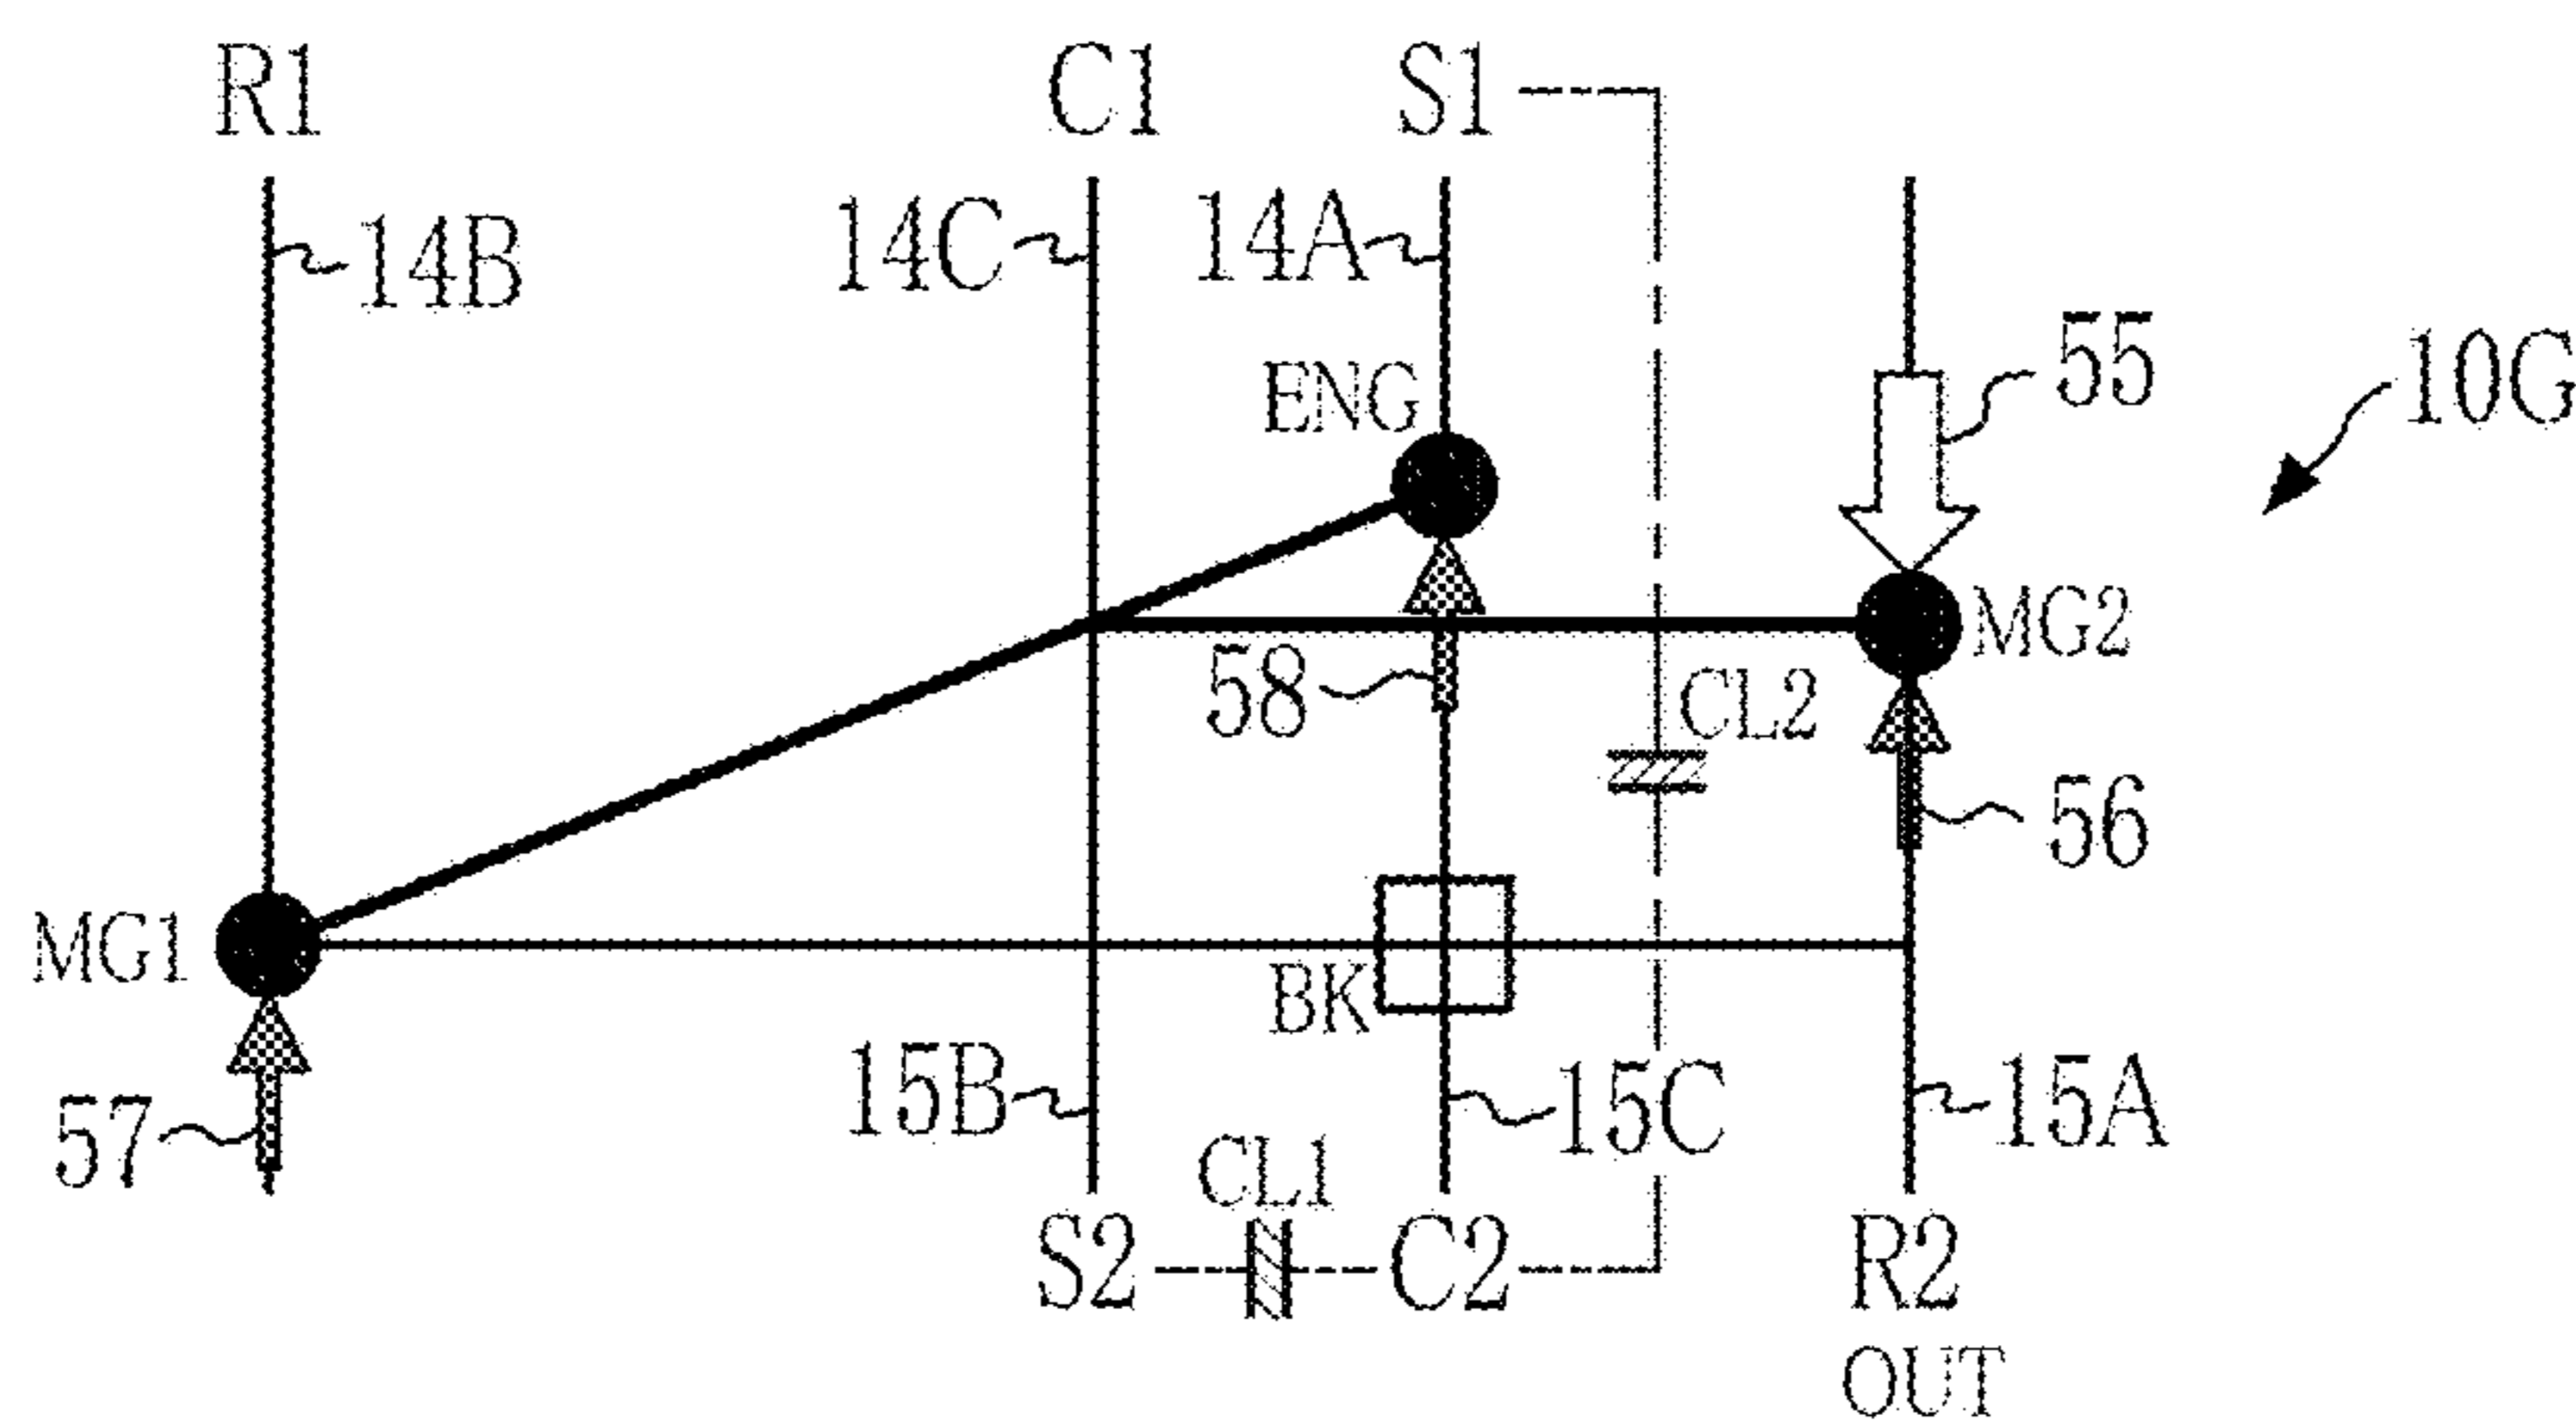 R1 C1 S1
14B 14C 14A
ENG 55 10G
58 MG2
CL2
56
MG1 BK
57 15B 15C 15A
CL1
S2 C2 R2
OUT